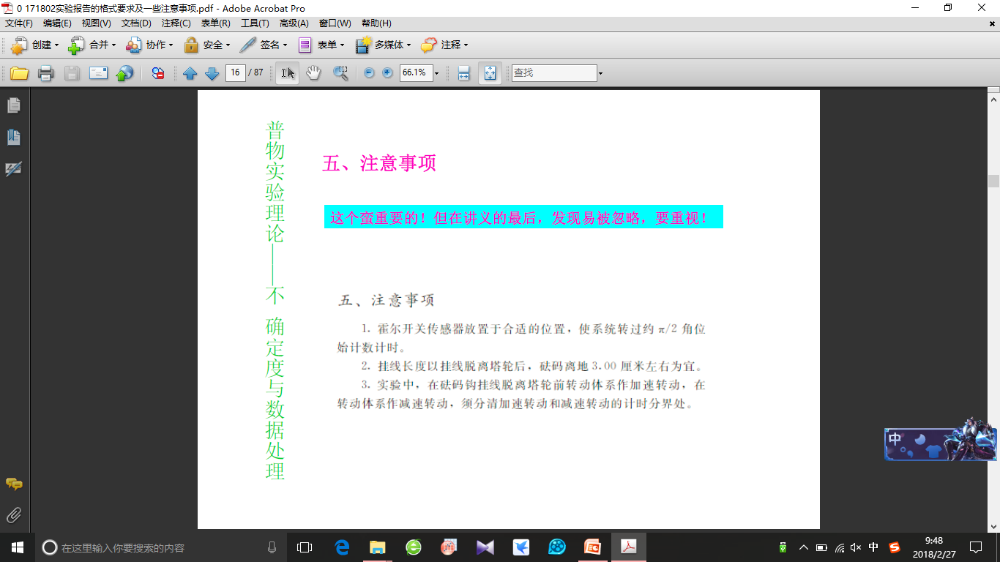 0 171802实验报告的格式要求及一些注意事项.pdf - Adobe Acrobat Pro
文件(F) 编辑(E) 视图(V) 文档(D) 注释(C) 表单(R) 工具(T) 高级(A) 窗口(W) 帮助(H)
创建 合并 协作 安全 签名 表单 多媒体 注释
16 / 87 66.1% 查找
普物实验理论——不确定度与数据处理
五、注意事项
这个蛮重要的！但在讲义的最后，发现易被忽略，要重视！
五、注意事项
1. 霍尔开关传感器放置于合适的位置，使系统转过约 π/2 角位
始计数计时。
2. 挂线长度以挂线脱离塔轮后，砝码离地 3.00 厘米左右为宜。
3. 实验中，在砝码钩挂线脱离塔轮前转动体系作加速转动，在
转动体系作减速转动，须分清加速转动和减速转动的计时分界处。
中
在这里输入你要搜索的内容
中
9:48
2018/2/27